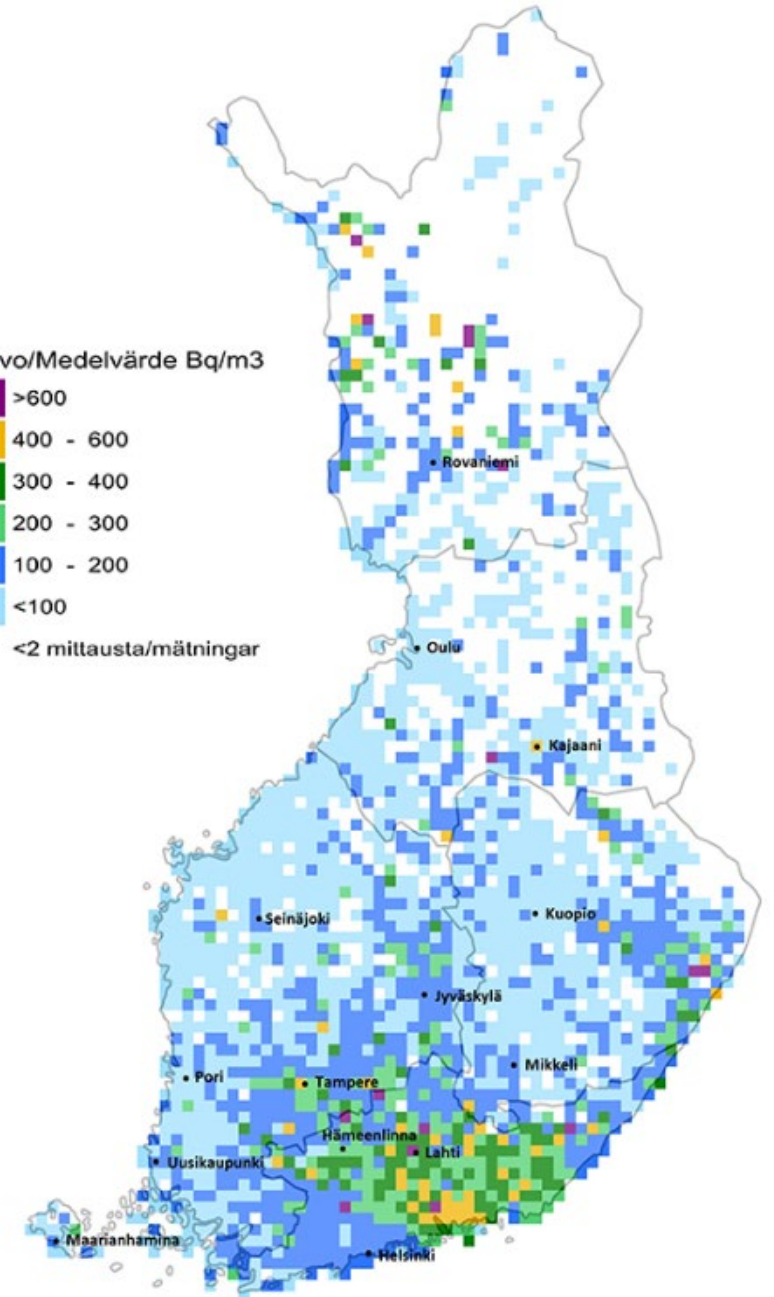 vo/Medelvärde Bq/m3
>600
400 - 600
300 - 400
200 - 300
100 - 200
<100
<2 mittausta/mätningar
Rovaniemi
Oulu
Kajaani
Seinäjoki
Kuopio
Jyväskylä
Mikkeli
Pori
Tampere
Hämeenlinna
Lahti
Uusikaupunki
Maarianhamina
Helsinki